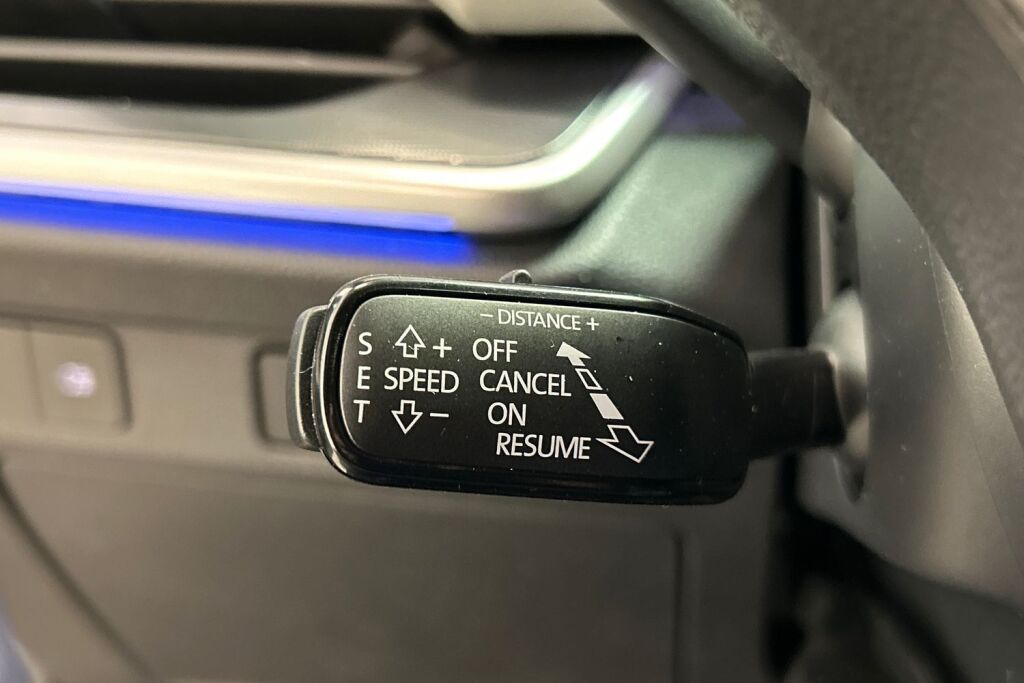 − DISTANCE +
S + OFF
E SPEED CANCEL
T − ON
RESUME